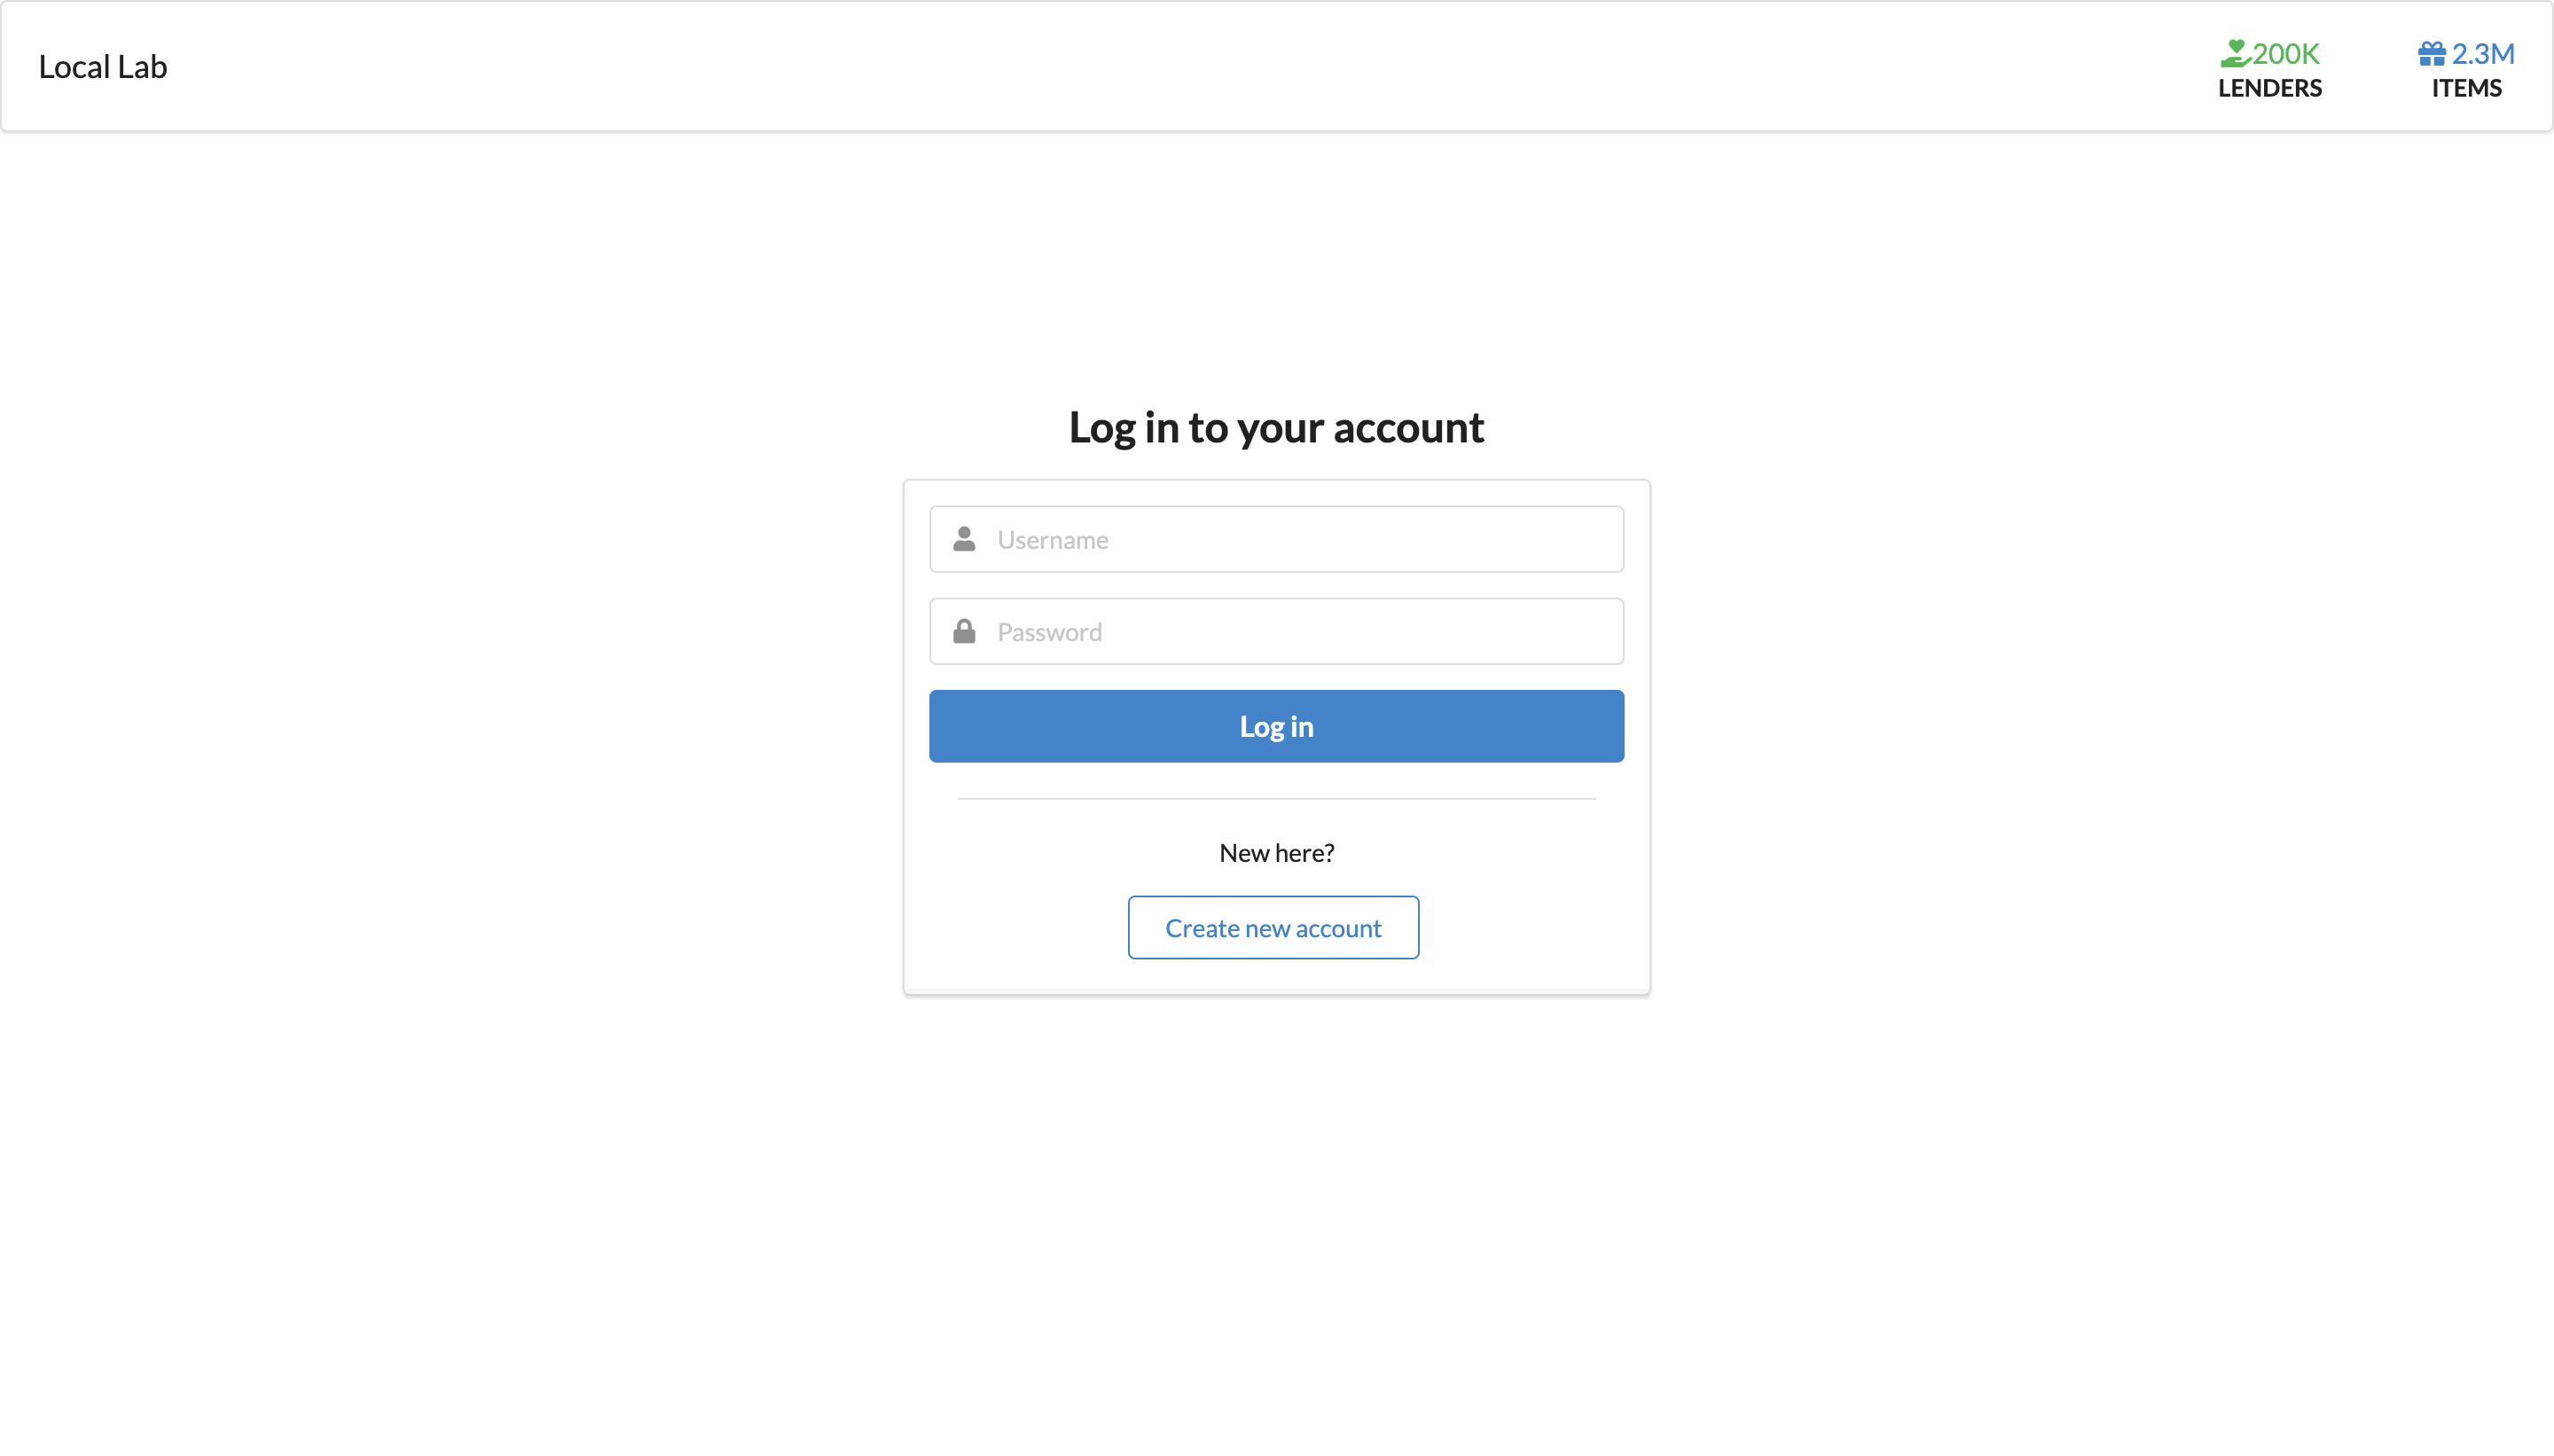 Local Lab
200K
LENDERS
2.3M
ITEMS
Log in to your account
Username
Password
Log in
New here?
Create new account